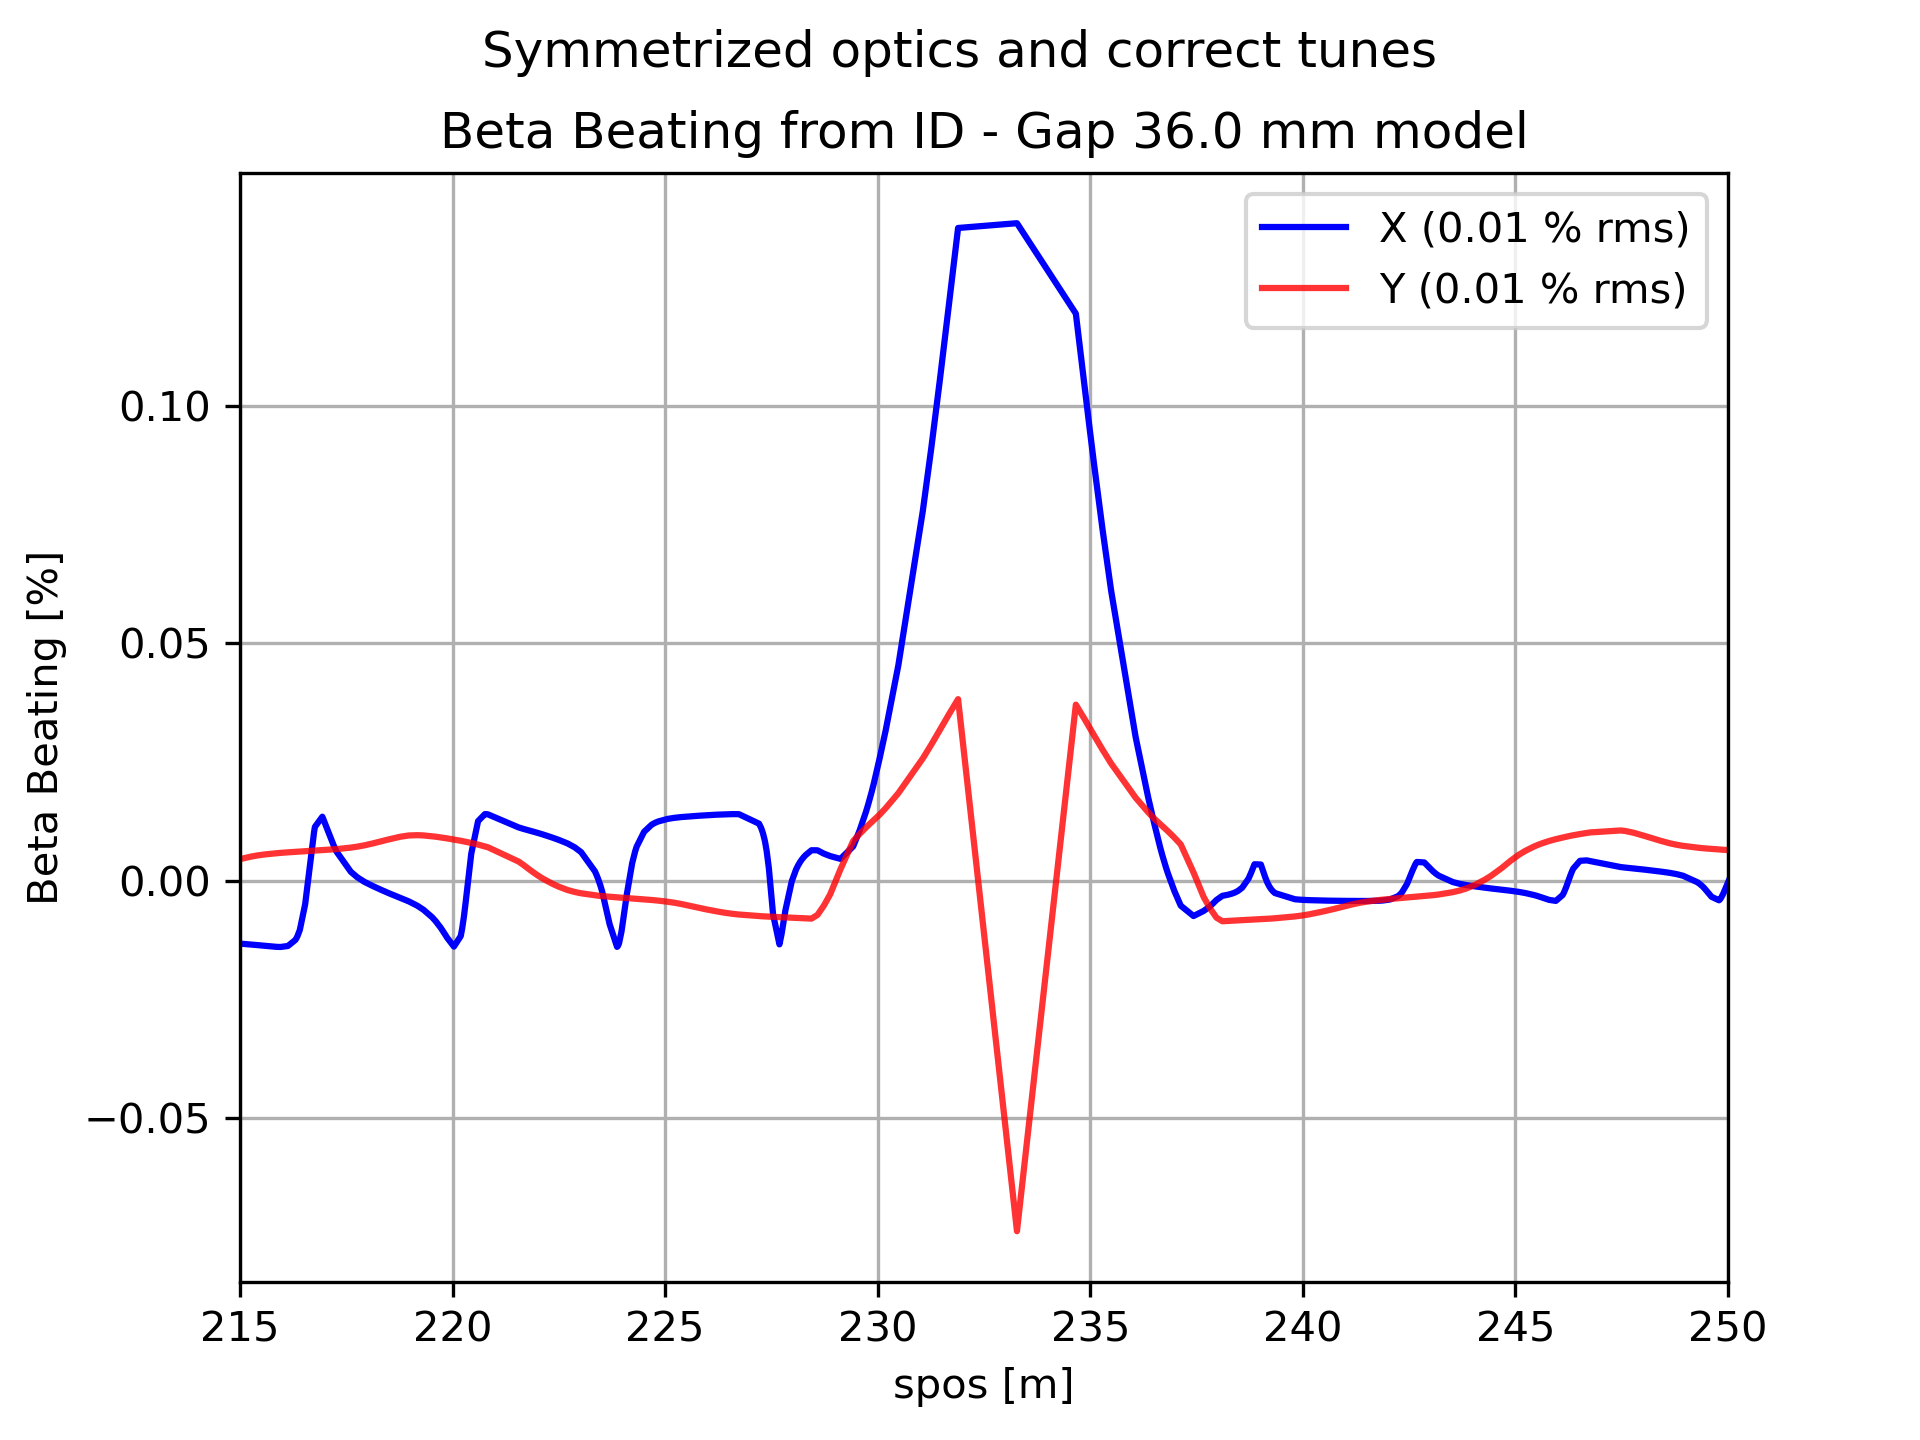 Symmetrized optics and correct tunes
Beta Beating from ID - Gap 36.0 mm model
X (0.01 % rms)
Y (0.01 % rms)
Beta Beating [%]
0.10
0.05
0.00
−0.05
215 220 225 230 235 240 245 250
spos [m]